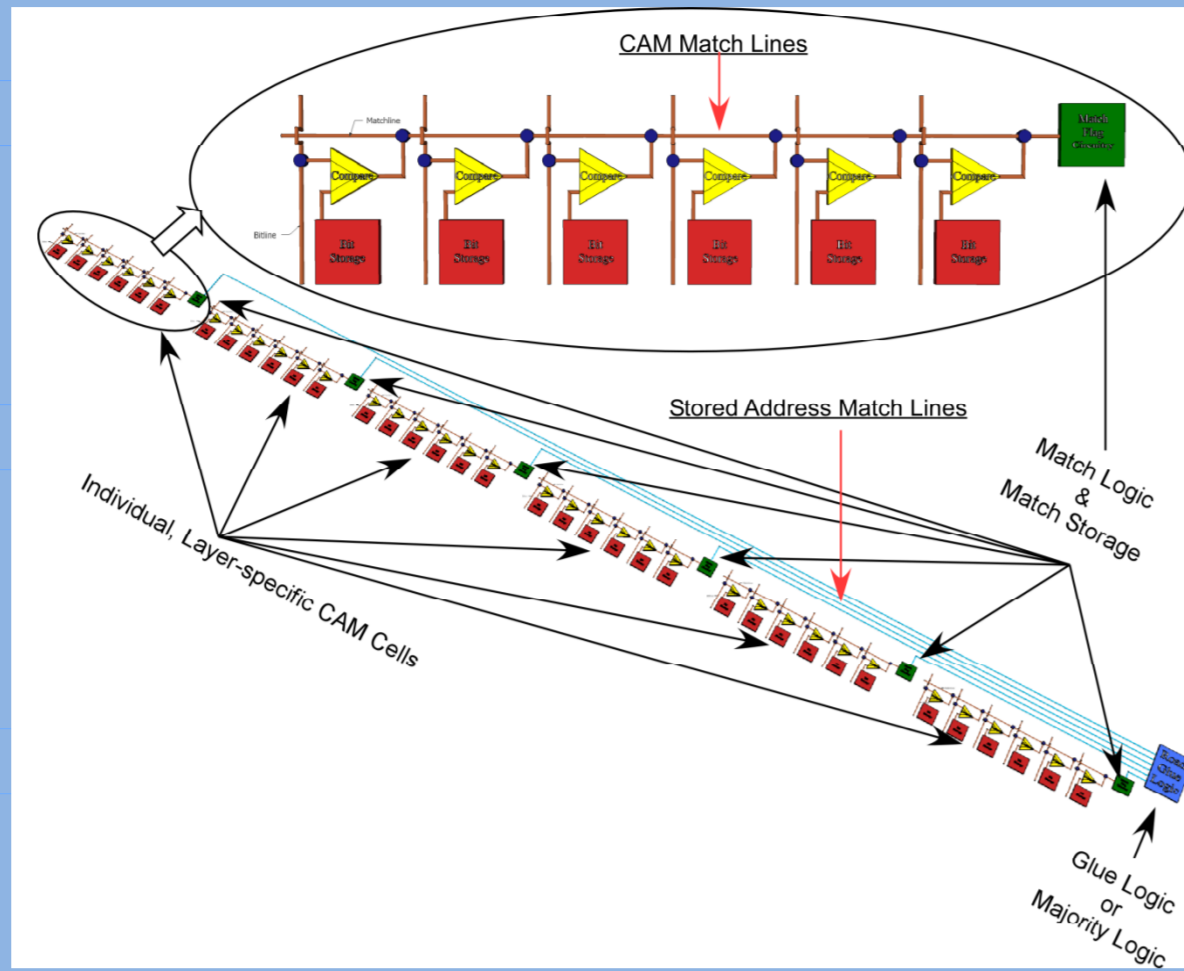 CAM Match Lines
Matchline
Match
Flag
Circuitry
Compare
Compare
Compare
Compare
Compare
Compare
Bitline
Bit
Storage
Bit
Storage
Bit
Storage
Bit
Storage
Bit
Storage
Bit
Storage
Stored Address Match Lines
Match Logic
&
Match Storage
Individual, Layer-specific CAM Cells
Glue Logic
Glue Logic
or
Majority Logic